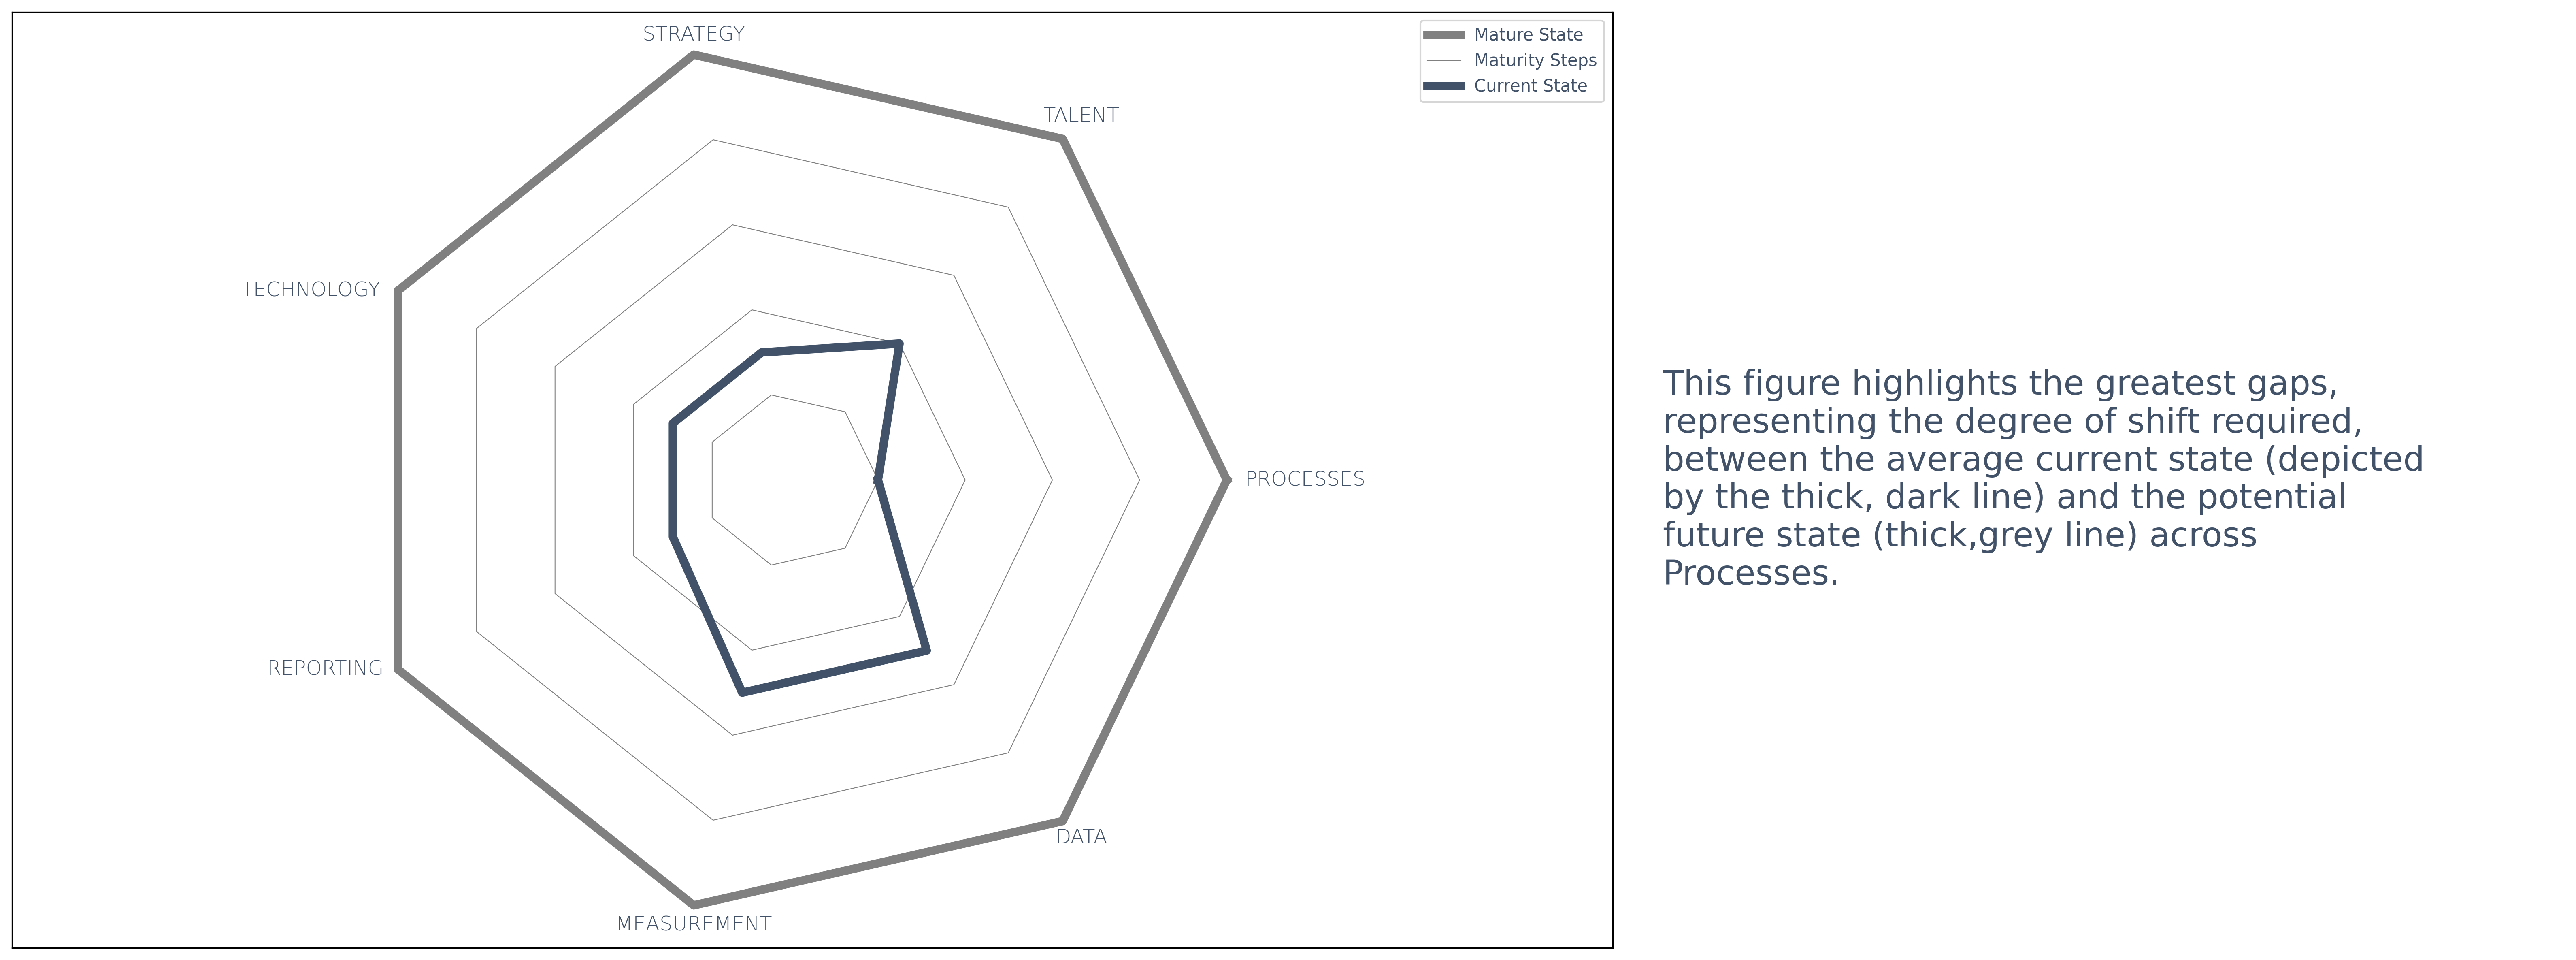 STRATEGY
Mature State
Maturity Steps
Current State
TALENT
TECHNOLOGY
PROCESSES
REPORTING
DATA
MEASUREMENT
This figure highlights the greatest gaps,
representing the degree of shift required,
between the average current state (depicted
by the thick, dark line) and the potential
future state (thick,grey line) across
Processes.